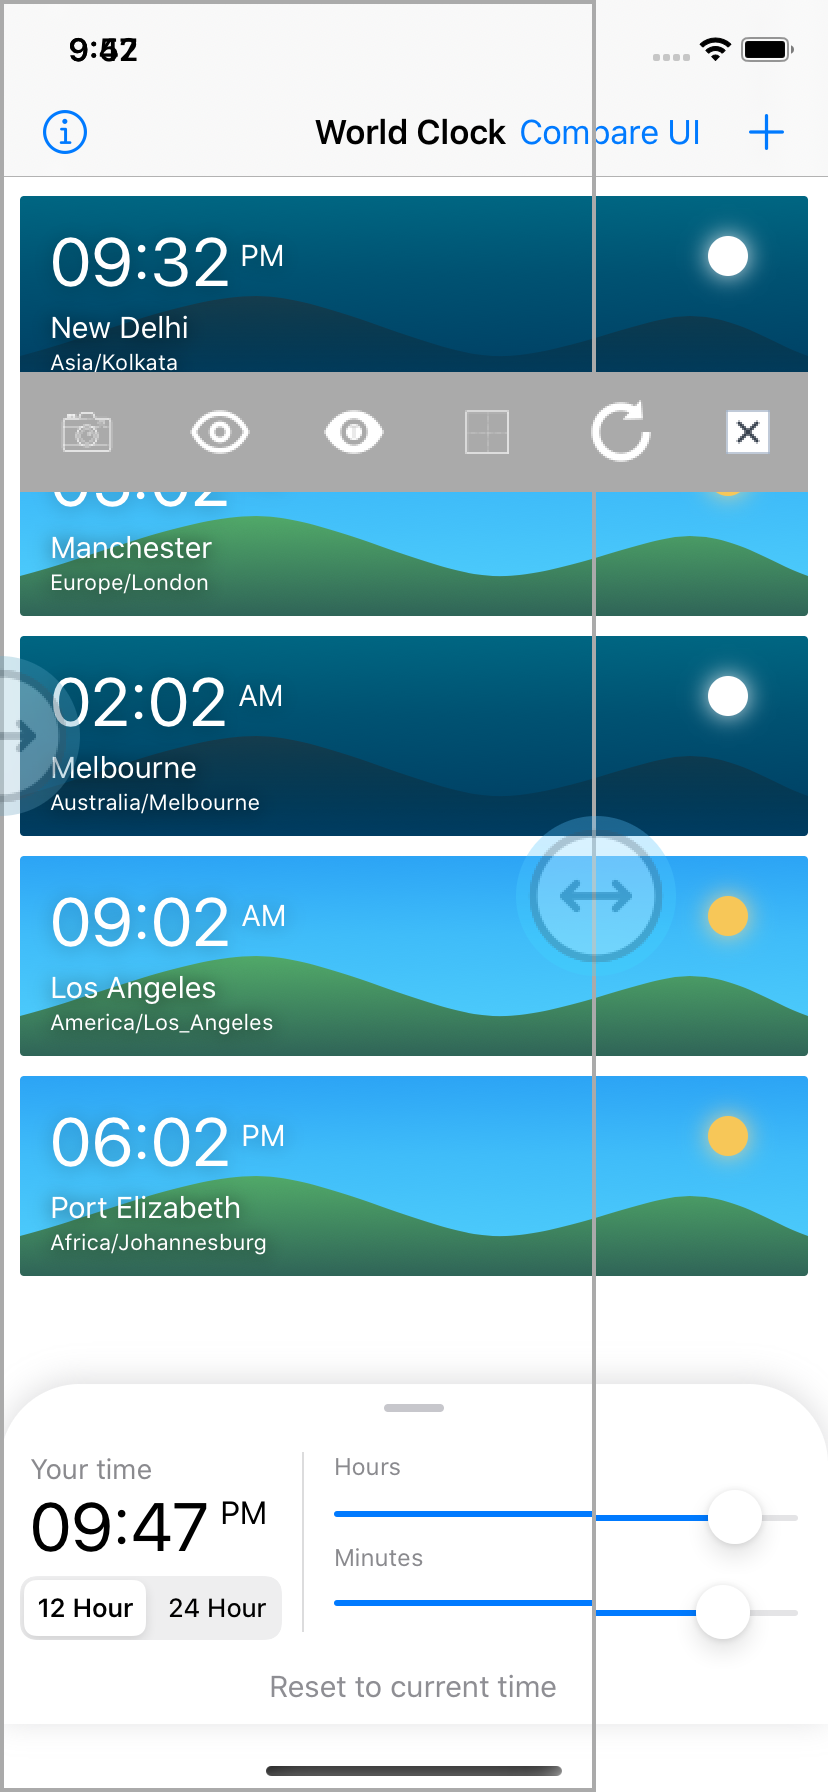 World Clock Compare UI
09:32 PM
New Delhi
Asia/Kolkata
Manchester
Europe/London
02:02 AM
Melbourne
Australia/Melbourne
09:02 AM
Los Angeles
America/Los_Angeles
06:02 PM
Port Elizabeth
Africa/Johannesburg
Your time
09:47 PM
12 Hour 24 Hour
Hours
Minutes
Reset to current time